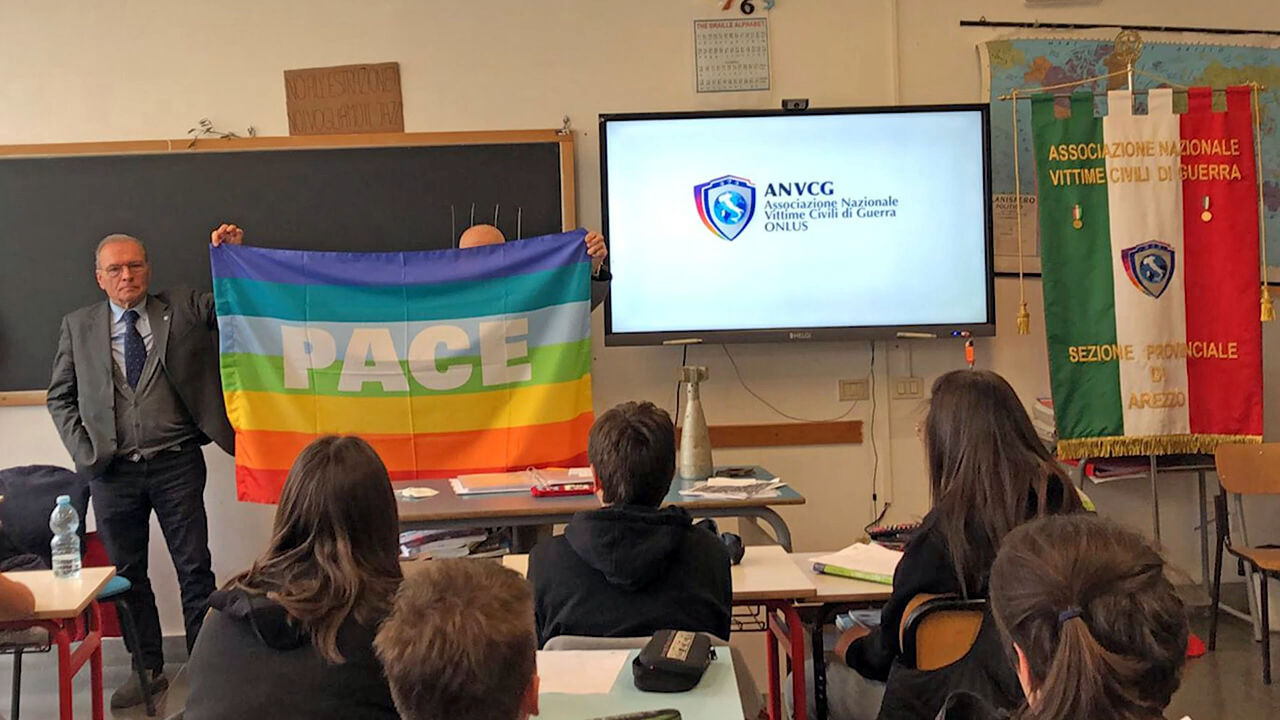 THE BRAILLE ALPHABET
ANVCG
Associazione Nazionale
Vittime Civili di Guerra
ONLUS
ASSOCIAZIONE NAZIONALE
VITTIME CIVILI DI GUERRA
SEZIONE PROVINCIALE
DI
AREZZO
PACE